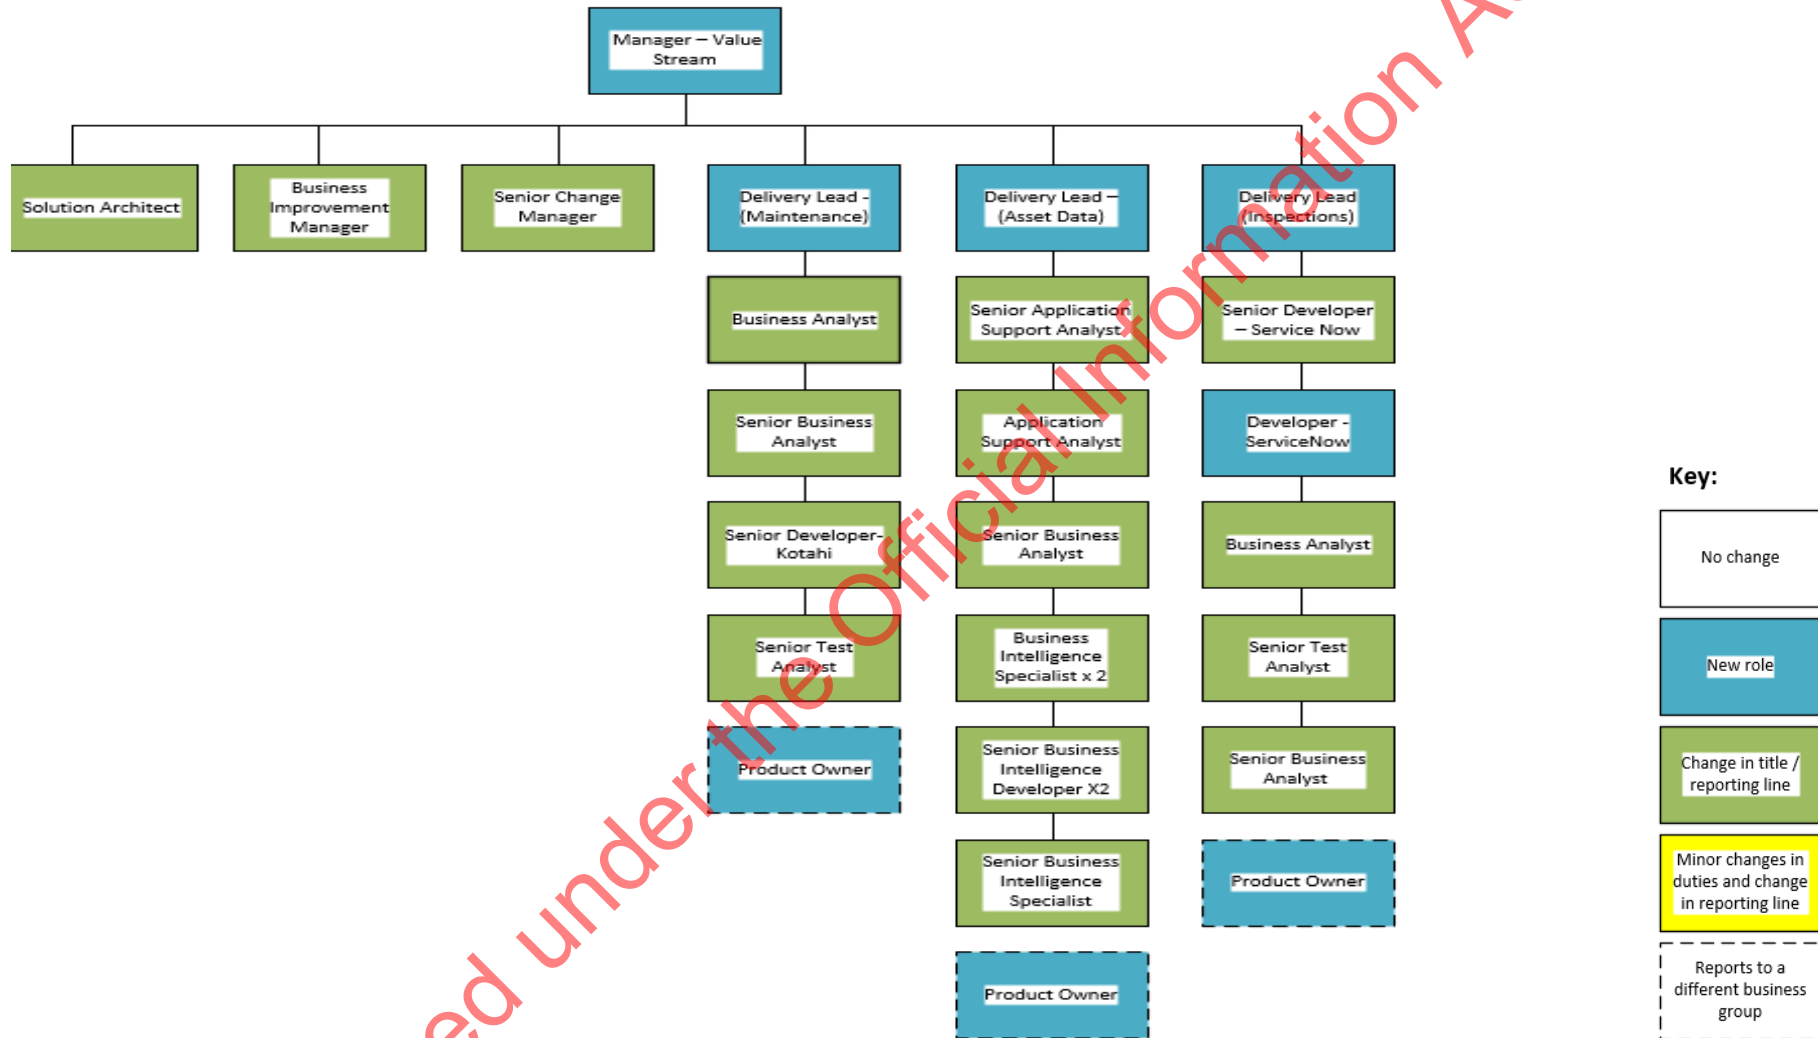 Manager – Value
Stream
Solution Architect
Business
Improvement
Manager
Senior Change
Manager
Delivery Lead -
(Maintenance)
Delivery Lead –
(Asset Data)
Delivery Lead
(Inspections)
Business Analyst
Senior Application
Support Analyst
Senior Developer
– Service Now
Senior Business
Analyst
Application
Support Analyst
Developer -
ServiceNow
Senior Developer-
Kotahi
Senior Business
Analyst
Business Analyst
Senior Test
Analyst
Business
Intelligence
Specialist x 2
Senior Test
Analyst
Product Owner
Senior Business
Intelligence
Developer X2
Senior Business
Analyst
Senior Business
Intelligence
Specialist
Product Owner
Product Owner
Key:
No change
New role
Change in title /
reporting line
Minor changes in
duties and change
in reporting line
Reports to a
different business
group
under the Official Information